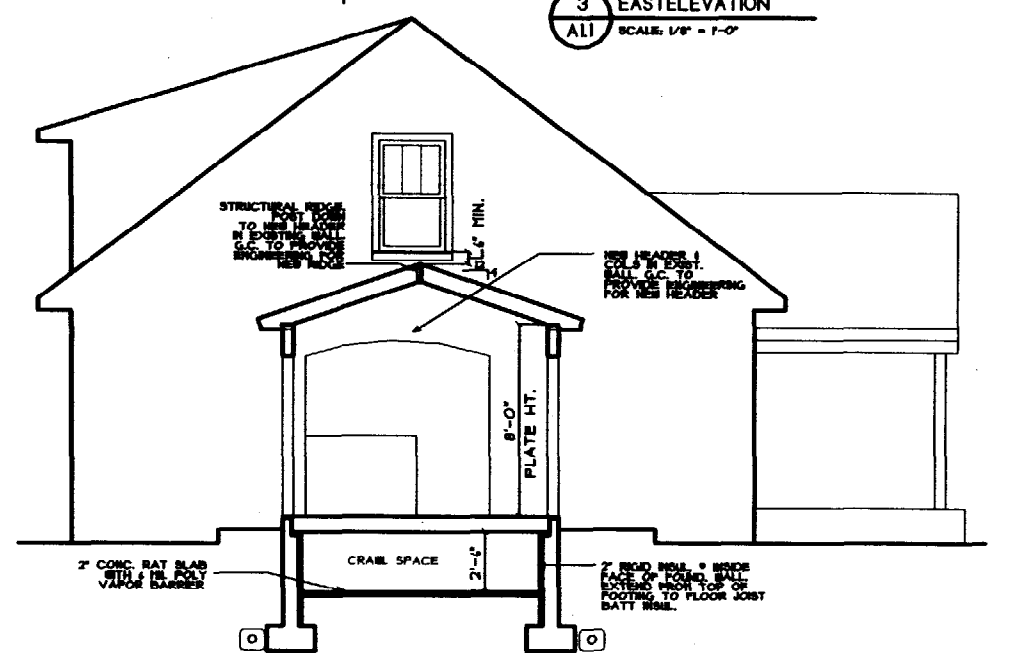 3
A1.1
EAST ELEVATION
SCALE: 1/8" = 1'-0"
STRUCTURAL RIDGE.
POST DOWN
TO NEW HEADER
IN EXISTING WALL.
G.C. TO PROVIDE
ENGINEERING FOR
NEW RIDGE
6" MIN.
12
4
NEW HEADER &
COLS IN EXIST.
WALL. G.C. TO
PROVIDE ENGINEERING
FOR NEW HEADER
8'-0"
PLATE HT.
CRAWL SPACE
2'-6"
2" CONC. RAT SLAB
WITH 6 MIL POLY
VAPOR BARRIER
2" RIGID INSUL. @ INSIDE
FACE OF FOUND. WALL.
EXTEND FROM TOP OF
FOOTING TO FLOOR JOIST
BATT INSUL.